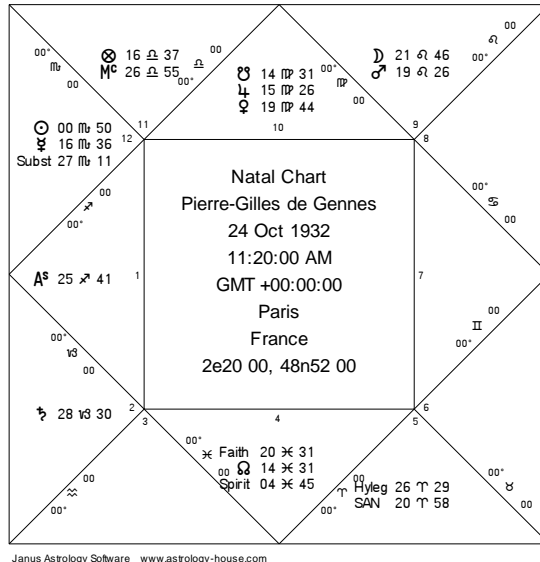 00° ♏ 00
⊗ 16 ♎ 37
Mc 26 ♎ 55
00° ♎ 00
☋ 14 ♍ 31
♃ 15 ♍ 26
♀ 19 ♍ 44
00° ♍ 00
☽ 21 ♌ 46
♂ 19 ♌ 26
00° ♌ 00
11
10
9
12
8
☉ 00 ♏ 50
☿ 16 ♏ 36
Subst 27 ♏ 11
00° ♐ 00
00° ♋ 00
Natal Chart
Pierre-Gilles de Gennes
24 Oct 1932
11:20:00 AM
GMT +00:00:00
Paris
France
2e20 00, 48n52 00
As 25 ♐ 41
1
7
00° ♑ 00
00° ♊ 00
♄ 28 ♑ 30
2
3
4
5
6
00° ♒ 00
00° ♓ 00
Faith 20 ♓ 31
☊ 14 ♓ 31
Spirit 04 ♓ 45
00° ♈ 00
Hyleg 26 ♈ 29
SAN 20 ♈ 58
00° ♉ 00
Janus Astrology Software www.astrology-house.com